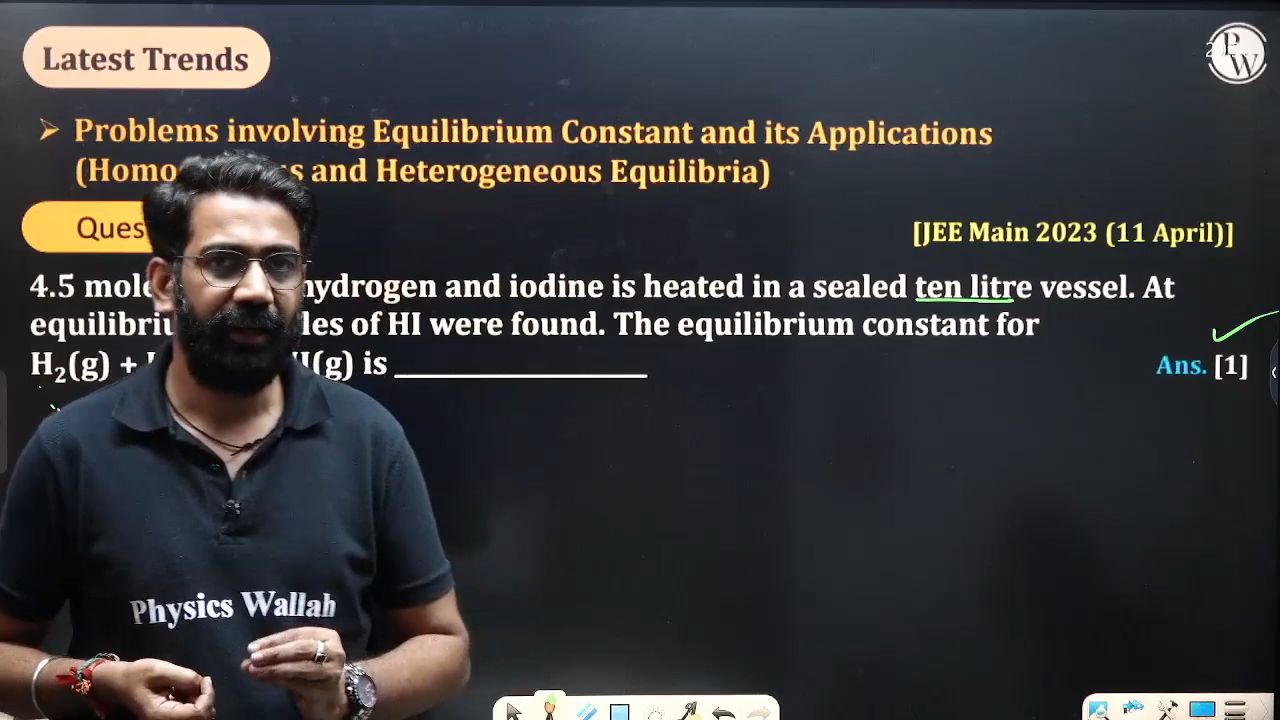 Latest Trends
P
W
➢ Problems involving Equilibrium Constant and its Applications
(Homo s and Heterogeneous Equilibria)
Ques
[JEE Main 2023 (11 April)]
4.5 mole hydrogen and iodine is heated in a sealed ten litre vessel. At
equilibriu les of HI were found. The equilibrium constant for
H₂(g) + I(g) is _______________
Ans. [1]
Physics Wallah